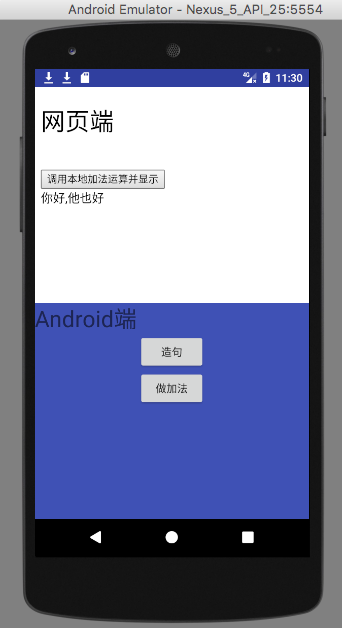 Android Emulator - Nexus_5_API_25:5554
4G 11:30
网页端
调用本地加法运算并显示
你好,他也好
Android端
造句
做加法